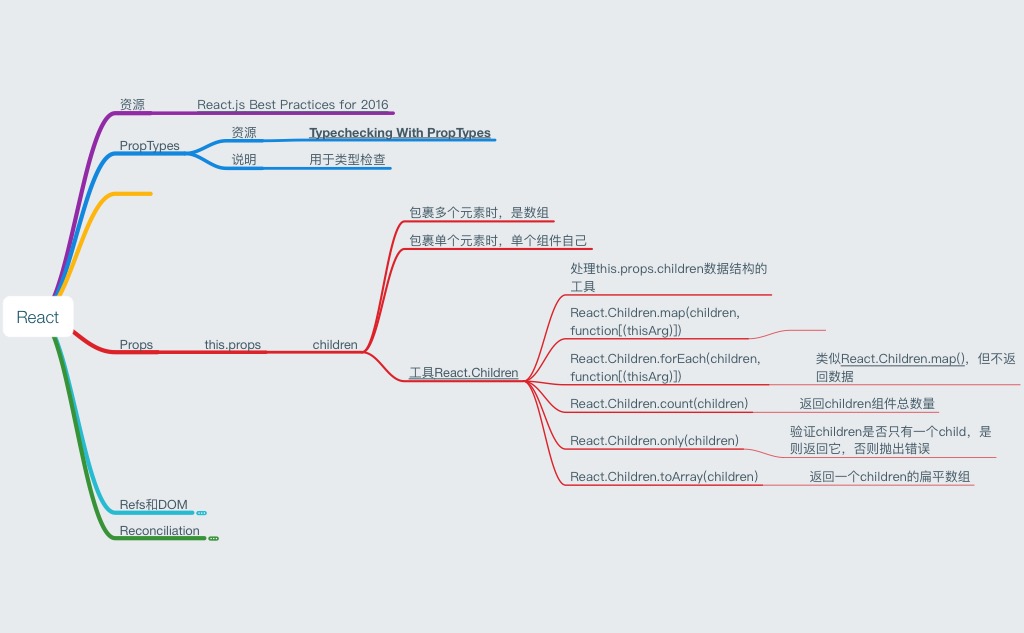 资源
React.js Best Practices for 2016
PropTypes
资源
Typechecking With PropTypes
说明
用于类型检查
React
Props
this.props
children
包裹多个元素时，是数组
包裹单个元素时，单个组件自己
工具React.Children
处理this.props.children数据结构的
工具
React.Children.map(children,
function[(thisArg)])
React.Children.forEach(children,
function[(thisArg)])
类似React.Children.map()，但不返
回数据
React.Children.count(children)
返回children组件总数量
React.Children.only(children)
验证children是否只有一个child，是
则返回它，否则抛出错误
React.Children.toArray(children)
返回一个children的扁平数组
Refs和DOM
Reconciliation